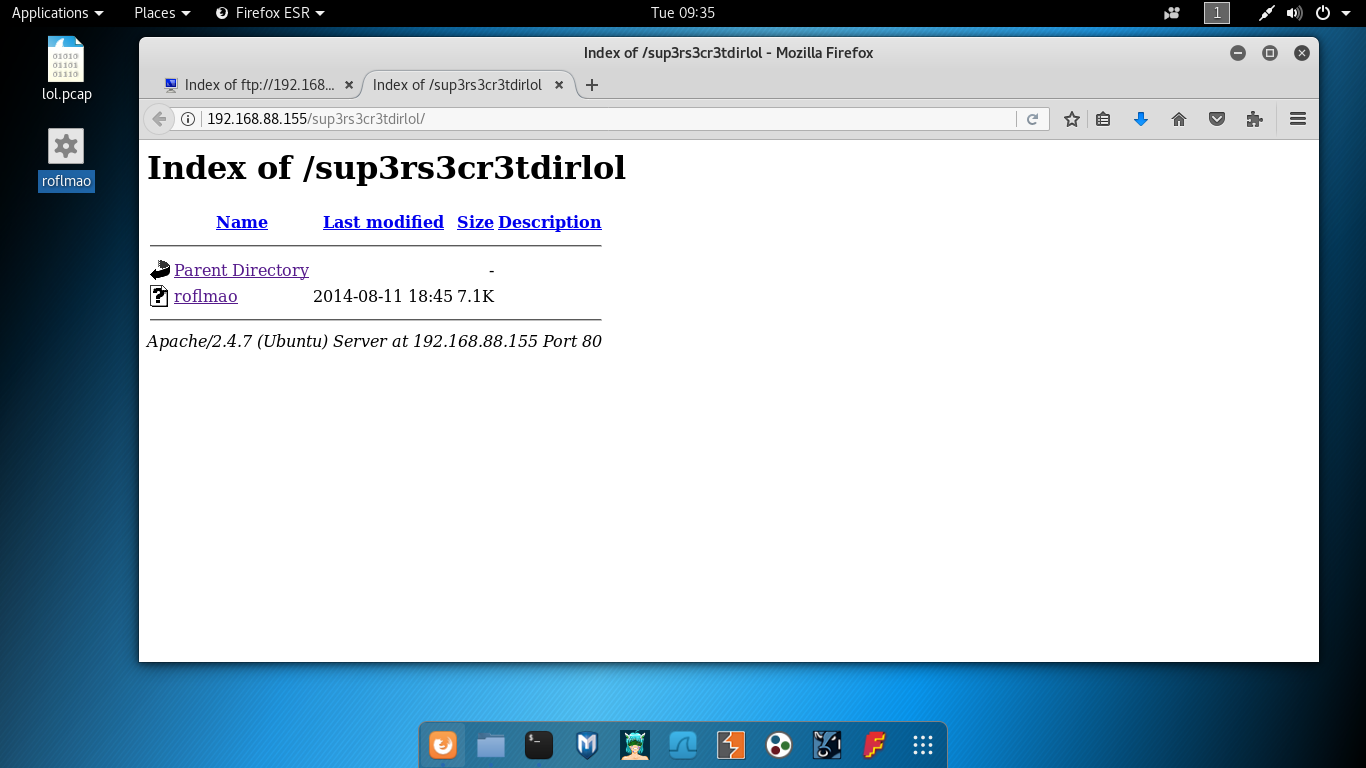 Applications Places Firefox ESR Tue 09:35 1
01010
01101
01110
lol.pcap
roflmao
Index of /sup3rs3cr3tdirlol - Mozilla Firefox
Index of ftp://192.168... Index of /sup3rs3cr3tdirlol
192.168.88.155/sup3rs3cr3tdirlol/
Index of /sup3rs3cr3tdirlol
Name Last modified Size Description
Parent Directory -
roflmao 2014-08-11 18:45 7.1K
Apache/2.4.7 (Ubuntu) Server at 192.168.88.155 Port 80
$_